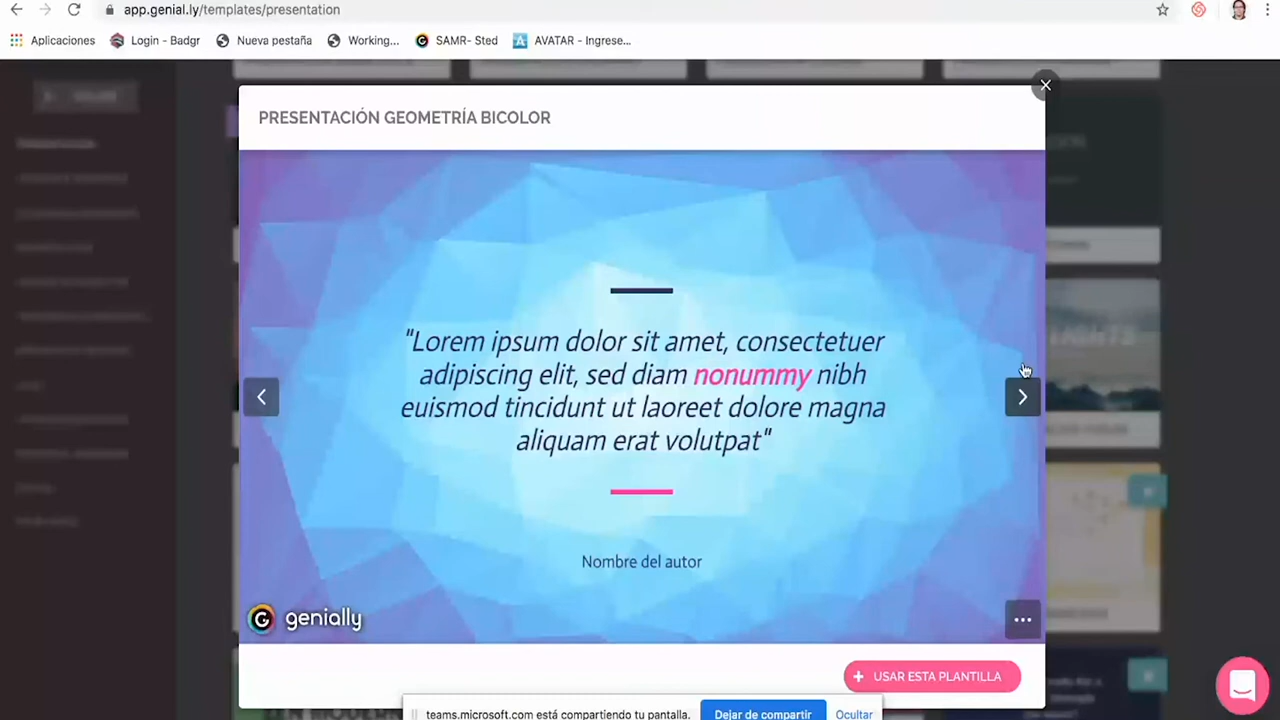 app.genial.ly/templates/presentation
Aplicaciones
Login - Badgr
Nueva pestaña
Working...
SAMR- Sted
AVATAR - Ingrese...
PRESENTACIÓN GEOMETRÍA BICOLOR
"Lorem ipsum dolor sit amet, consectetuer
adipiscing elit, sed diam nonummy nibh
euismod tincidunt ut laoreet dolore magna
aliquam erat volutpat"
Nombre del autor
G genially
+ USAR ESTA PLANTILLA
teams.microsoft.com está compartiendo tu pantalla.
Dejar de compartir
Ocultar